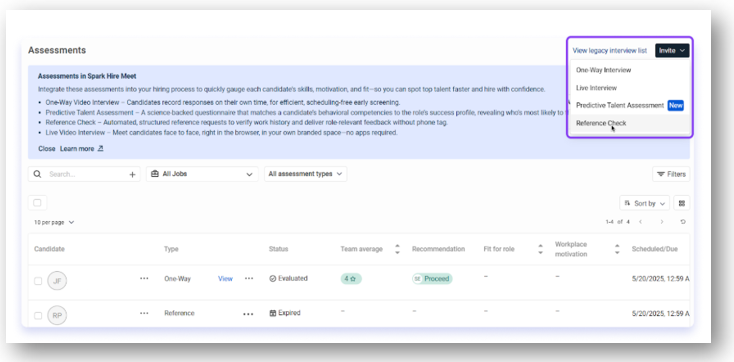 Assessments
View legacy interview list
Invite
Assessments in Spark Hire Meet
Integrate these assessments into your hiring process to quickly gauge each candidate's skills, motivation, and fit—so you can spot top talent faster and hire with confidence.
• One-Way Video Interview – Candidates record responses on their own time, for efficient, scheduling-free early screening.
• Predictive Talent Assessment – A science-backed questionnaire that matches a candidate's behavioral competencies to the role's success profile, revealing who's most likely to
• Reference Check – Automated, structured reference requests to verify work history and deliver role-relevant feedback without phone tag.
• Live Video Interview – Meet candidates face to face, right in the browser, in your own branded space—no apps required.
Close Learn more
One-Way Interview
Live Interview
Predictive Talent Assessment New
Reference Check
Search...
All Jobs
All assessment types
Filters
Sort by
10 per page
1-4 of 4
Candidate Type Status Team average Recommendation Fit for role Workplace motivation Scheduled/Due
JF ... One-Way View ... Evaluated 4 Proceed – – 5/20/2025, 12:59 A
RP ... Reference ... Expired – – – – 5/20/2025, 12:59 A